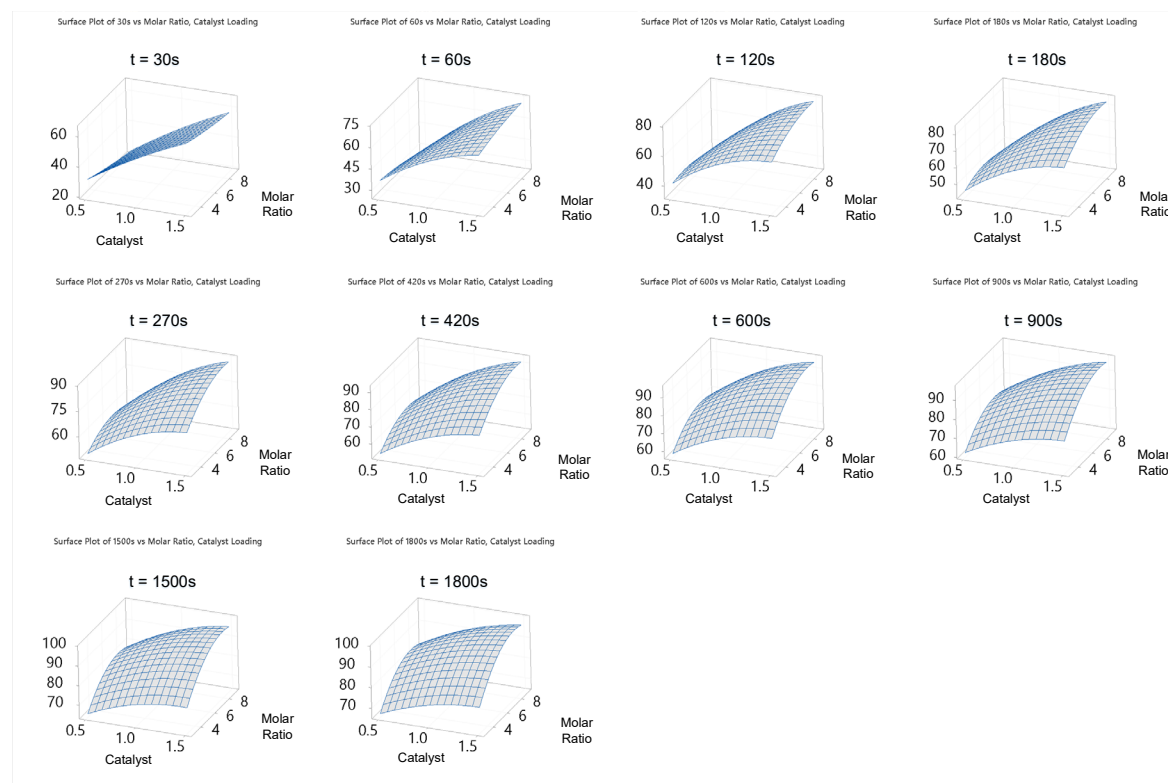 Surface Plot of 30s vs Molar Ratio, Catalyst Loading
t = 30s
60
40
20
0.5
1.0
1.5
Catalyst
4
6
8
Molar
Ratio
Surface Plot of 60s vs Molar Ratio, Catalyst Loading
t = 60s
75
60
45
30
0.5
1.0
1.5
Catalyst
4
6
8
Molar
Ratio
Surface Plot of 120s vs Molar Ratio, Catalyst Loading
t = 120s
80
60
40
0.5
1.0
1.5
Catalyst
4
6
8
Molar
Ratio
Surface Plot of 180s vs Molar Ratio, Catalyst Loading
t = 180s
80
70
60
50
0.5
1.0
1.5
Catalyst
4
6
8
Molar
Ratio
Surface Plot of 270s vs Molar Ratio, Catalyst Loading
t = 270s
90
75
60
0.5
1.0
1.5
Catalyst
4
6
8
Molar
Ratio
Surface Plot of 420s vs Molar Ratio, Catalyst Loading
t = 420s
90
80
70
60
0.5
1.0
1.5
Catalyst
4
6
8
Molar
Ratio
Surface Plot of 600s vs Molar Ratio, Catalyst Loading
t = 600s
90
80
70
60
0.5
1.0
1.5
Catalyst
4
6
8
Molar
Ratio
Surface Plot of 900s vs Molar Ratio, Catalyst Loading
t = 900s
90
80
70
60
0.5
1.0
1.5
Catalyst
4
6
8
Molar
Ratio
Surface Plot of 1500s vs Molar Ratio, Catalyst Loading
t = 1500s
100
90
80
70
0.5
1.0
1.5
Catalyst
4
6
8
Molar
Ratio
Surface Plot of 1800s vs Molar Ratio, Catalyst Loading
t = 1800s
100
90
80
70
0.5
1.0
1.5
Catalyst
4
6
8
Molar
Ratio